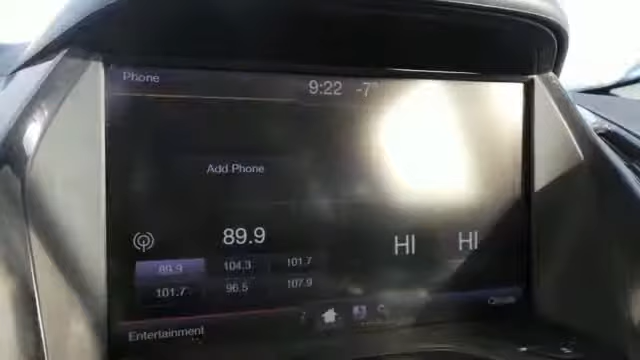 Phone
9:22 -7°
Add Phone
89.9
HI HI
89.9 104.3 101.7
101.7 96.5 107.9
Entertainment